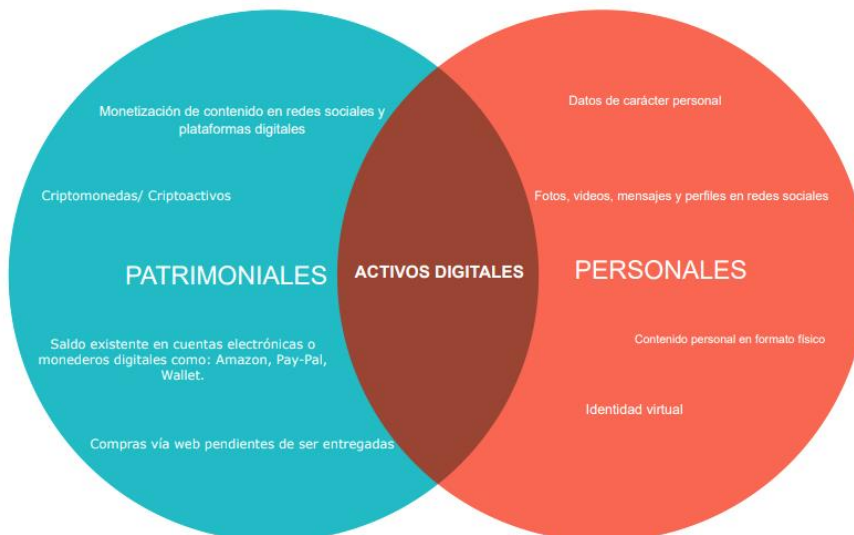 Monetización de contenido en redes sociales y
plataformas digitales
Criptomonedas/ Criptoactivos
PATRIMONIALES
Saldo existente en cuentas electrónicas o
monederos digitales como: Amazon, Pay-Pal,
Wallet.
Compras vía web pendientes de ser entregadas
ACTIVOS DIGITALES
Datos de carácter personal
Fotos, videos, mensajes y perfiles en redes sociales
PERSONALES
Contenido personal en formato físico
Identidad virtual